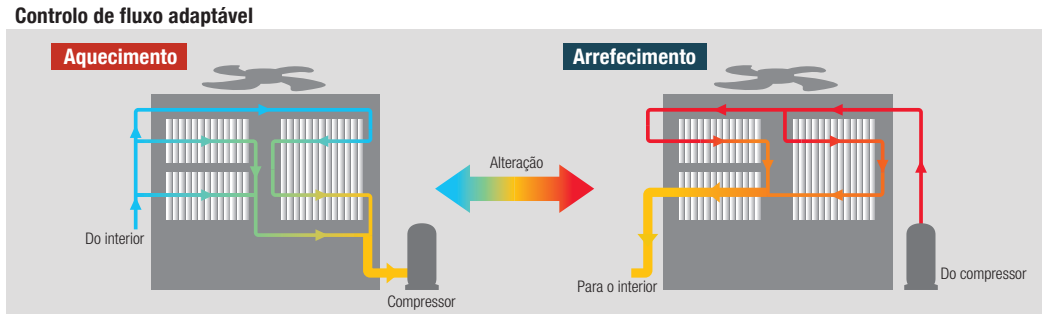 Controlo de fluxo adaptável
Aquecimento
Arrefecimento
Alteração
Do interior
Compressor
Para o interior
Do compressor